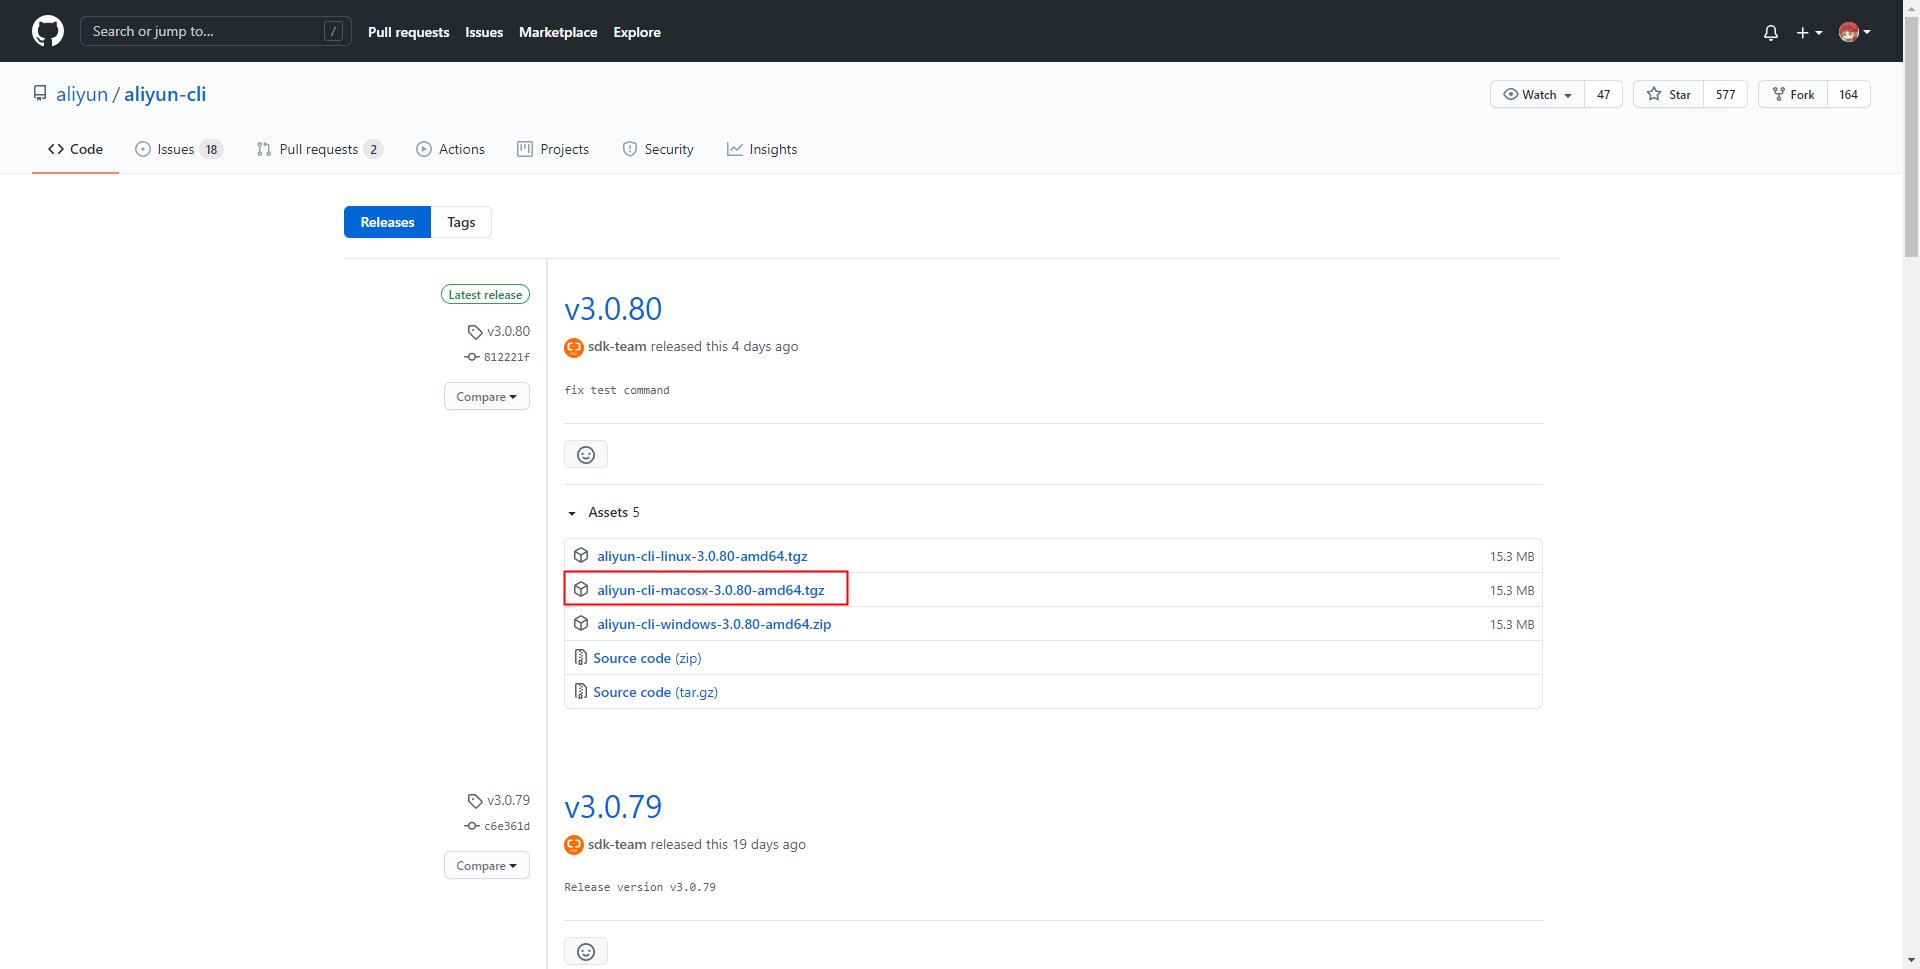 Search or jump to... /
Pull requests Issues Marketplace Explore
aliyun / aliyun-cli
Watch 47 Star 577 Fork 164
Code Issues 18 Pull requests 2 Actions Projects Security Insights
Releases Tags
Latest release
v3.0.80
812221f
Compare
v3.0.80
sdk-team released this 4 days ago
fix test command
Assets 5
aliyun-cli-linux-3.0.80-amd64.tgz 15.3 MB
aliyun-cli-macosx-3.0.80-amd64.tgz 15.3 MB
aliyun-cli-windows-3.0.80-amd64.zip 15.3 MB
Source code (zip)
Source code (tar.gz)
v3.0.79
c6e361d
Compare
v3.0.79
sdk-team released this 19 days ago
Release version v3.0.79